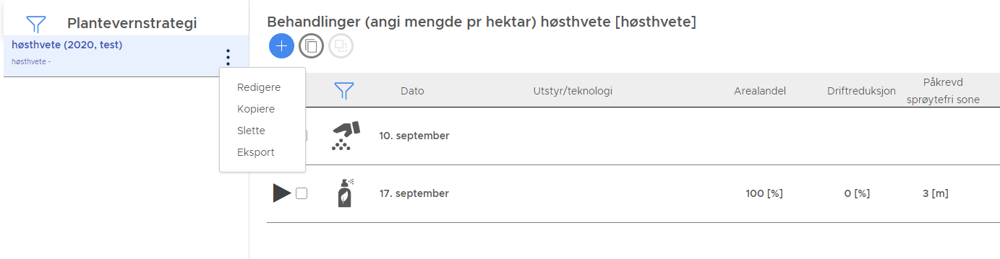 Plantevernstrategi
høsthvete (2020, test)
høsthvete -
Redigere
Kopiere
Slette
Eksport
Behandlinger (angi mengde pr hektar) høsthvete [høsthvete]
Dato Utstyr/teknologi Arealandel Driftreduksjon Påkrevd
sprøytefri sone
10. september
17. september 100 [%] 0 [%] 3 [m]